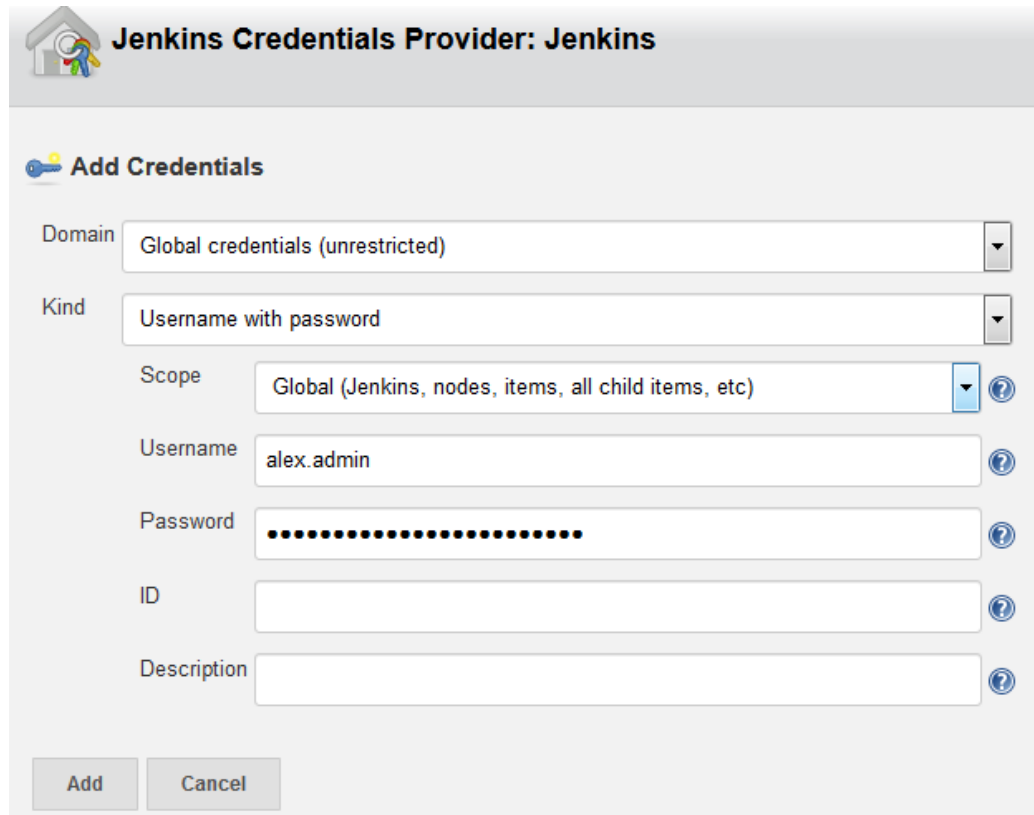 Jenkins Credentials Provider: Jenkins
Add Credentials
Domain Global credentials (unrestricted)
Kind Username with password
Scope Global (Jenkins, nodes, items, all child items, etc)
Username alex.admin
Password ••••••••••••••••••••••••
ID
Description
Add Cancel